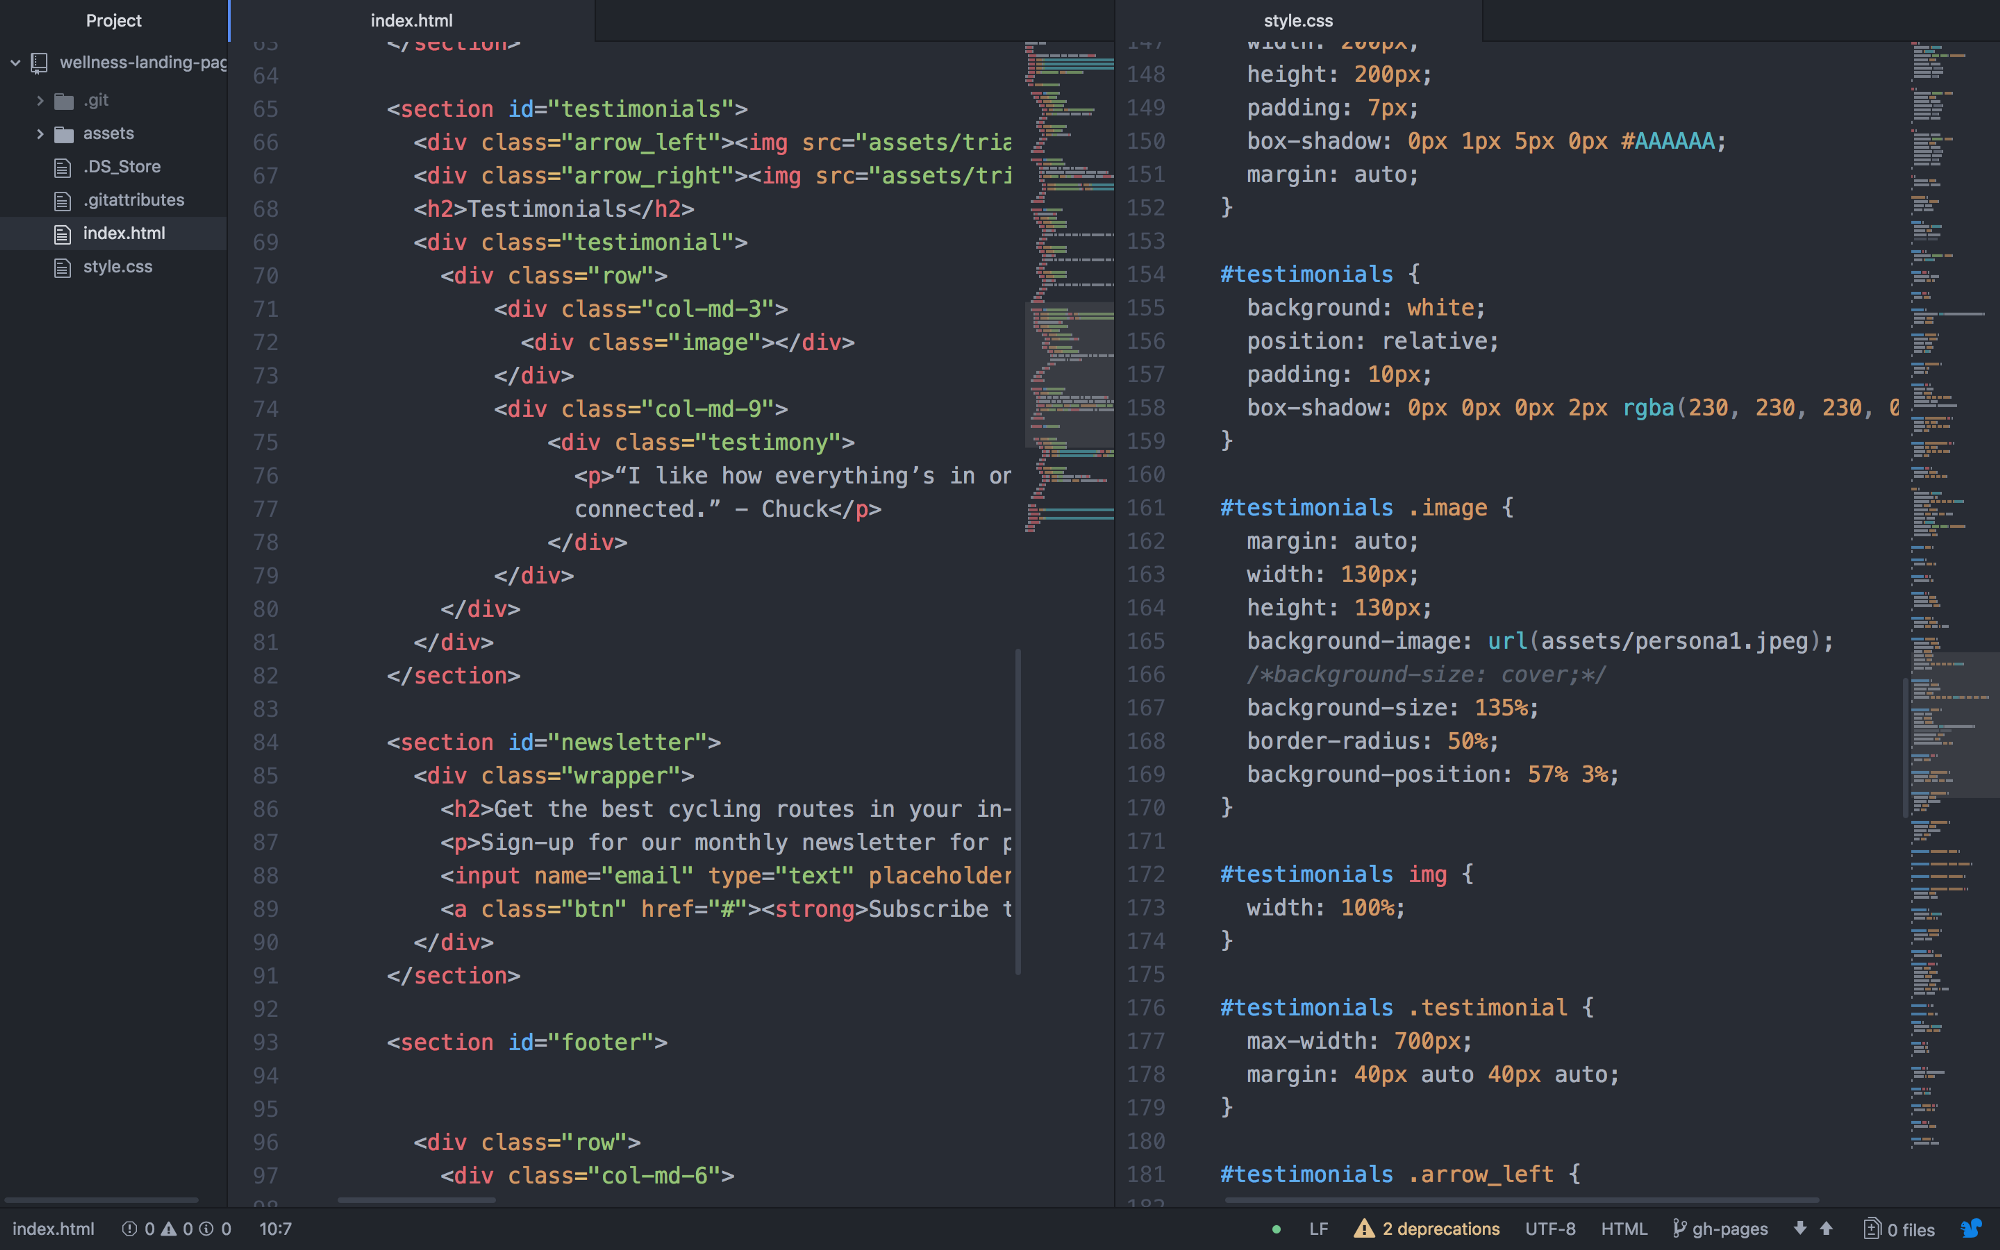 Project
wellness-landing-pag
.git
assets
.DS_Store
.gitattributes
index.html
style.css
index.html
63 </section>
64
65 <section id="testimonials">
66 <div class="arrow_left"><img src="assets/tria
67 <div class="arrow_right"><img src="assets/tri
68 <h2>Testimonials</h2>
69 <div class="testimonial">
70 <div class="row">
71 <div class="col-md-3">
72 <div class="image"></div>
73 </div>
74 <div class="col-md-9">
75 <div class="testimony">
76 <p>“I like how everything’s in or
77 connected.” - Chuck</p>
78 </div>
79 </div>
80 </div>
81 </div>
82 </section>
83
84 <section id="newsletter">
85 <div class="wrapper">
86 <h2>Get the best cycling routes in your in-
87 <p>Sign-up for our monthly newsletter for p
88 <input name="email" type="text" placeholder
89 <a class="btn" href="#"><strong>Subscribe t
90 </div>
91 </section>
92
93 <section id="footer">
94
95
96 <div class="row">
97 <div class="col-md-6">
98
style.css
147 width: 200px;
148 height: 200px;
149 padding: 7px;
150 box-shadow: 0px 1px 5px 0px #AAAAAA;
151 margin: auto;
152 }
153
154 #testimonials {
155 background: white;
156 position: relative;
157 padding: 10px;
158 box-shadow: 0px 0px 0px 2px rgba(230, 230, 230, 0
159 }
160
161 #testimonials .image {
162 margin: auto;
163 width: 130px;
164 height: 130px;
165 background-image: url(assets/persona1.jpeg);
166 /*background-size: cover;*/
167 background-size: 135%;
168 border-radius: 50%;
169 background-position: 57% 3%;
170 }
171
172 #testimonials img {
173 width: 100%;
174 }
175
176 #testimonials .testimonial {
177 max-width: 700px;
178 margin: 40px auto 40px auto;
179 }
180
181 #testimonials .arrow_left {
182
index.html 0 0 0 10:7
LF 2 deprecations UTF-8 HTML gh-pages 0 files